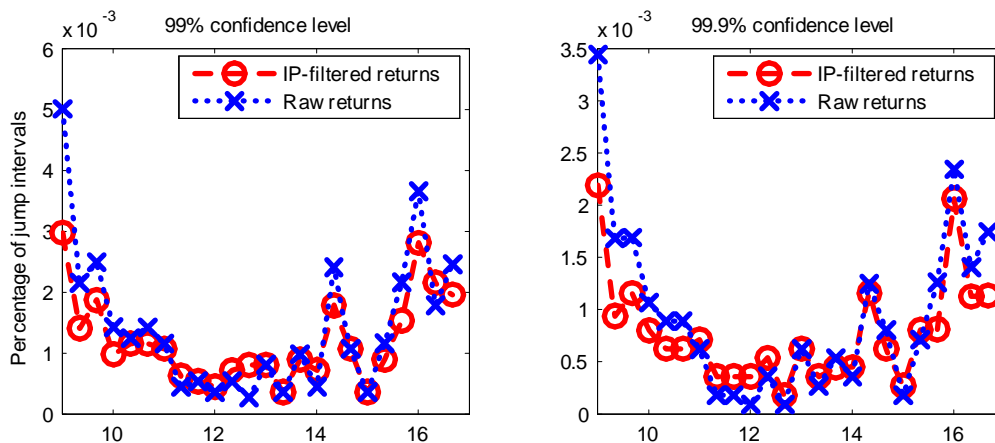 x 10 -3
99% confidence level
6
5
4
3
2
1
0
10
12
14
16
Percentage of jump intervals
IP-filtered returns
Raw returns
x 10 -3
99.9% confidence level
3.5
3
2.5
2
1.5
1
0.5
0
10
12
14
16
IP-filtered returns
Raw returns